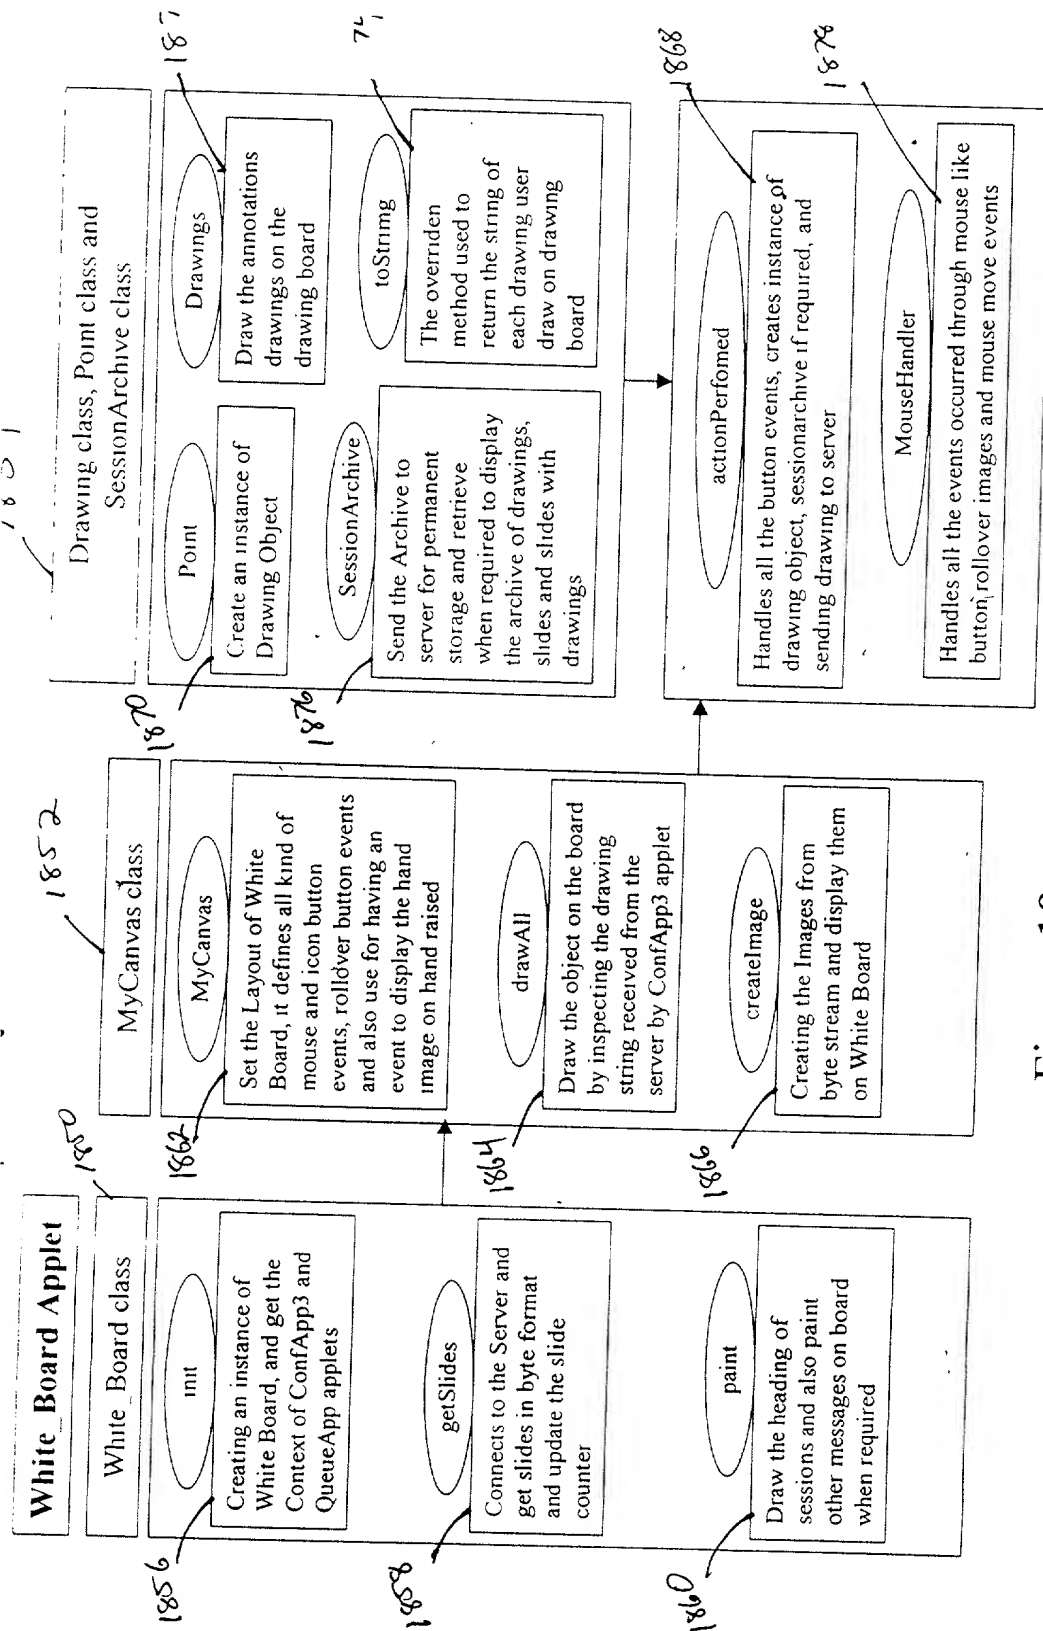 White_Board Applet
White_Board class
1850
init
Creating an instance of
White Board, and get the
Context of ConfApp3 and
QueueApp applets
1856
getSlides
Connects to the Server and
get slides in byte format
and update the slide
counter
1858
paint
Draw the heading of
sessions and also paint
other messages on board
when required
1860
MyCanvas class
1852
MyCanvas
Set the Layout of White
Board, it defines all kind of
mouse and icon button
events, rollover button events
and also use for having an
event to display the hand
image on hand raised
1862
drawAll
Draw the object on the board
by inspecting the drawing
string received from the
server by ConfApp3 applet
1864
createImage
Creating the Images from
byte stream and display them
on White Board
1866
Drawing class, Point class and
SessionArchive class
Point
Create an instance of
Drawing Object
1870
Drawings
Draw the annotations
drawings on the
drawing board
187
SessionArchive
Send the Archive to
server for permanent
storage and retrieve
when required to display
the archive of drawings,
slides and slides with
drawings
1876
toString
The overriden
method used to
return the string of
each drawing user
draw on drawing
board
actionPerfomed
Handles all the button events, creates instance of
drawing object, sessionarchive if required, and
sending drawing to server
1868
MouseHandler
Handles all the events occurred through mouse like
button rollover images and mouse move events
1878